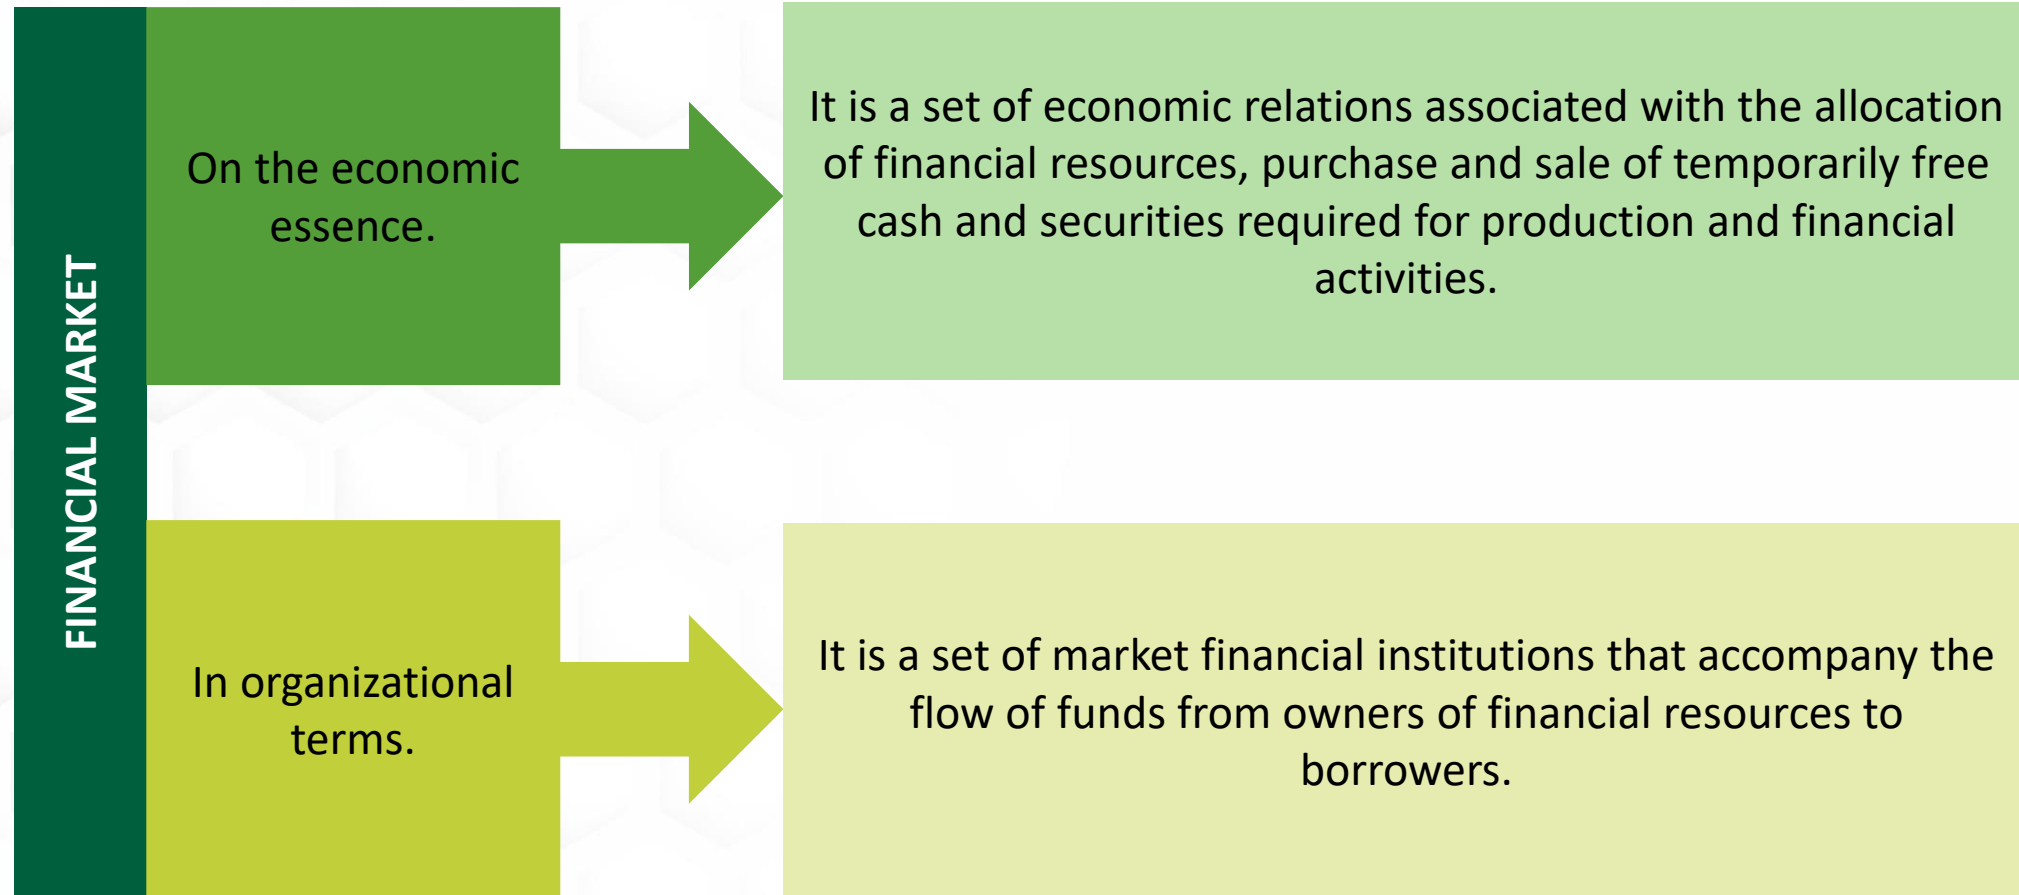 FINANCIAL MARKET
On the economic
essence.
It is a set of economic relations associated with the allocation
of financial resources, purchase and sale of temporarily free
cash and securities required for production and financial
activities.
In organizational
terms.
It is a set of market financial institutions that accompany the
flow of funds from owners of financial resources to
borrowers.